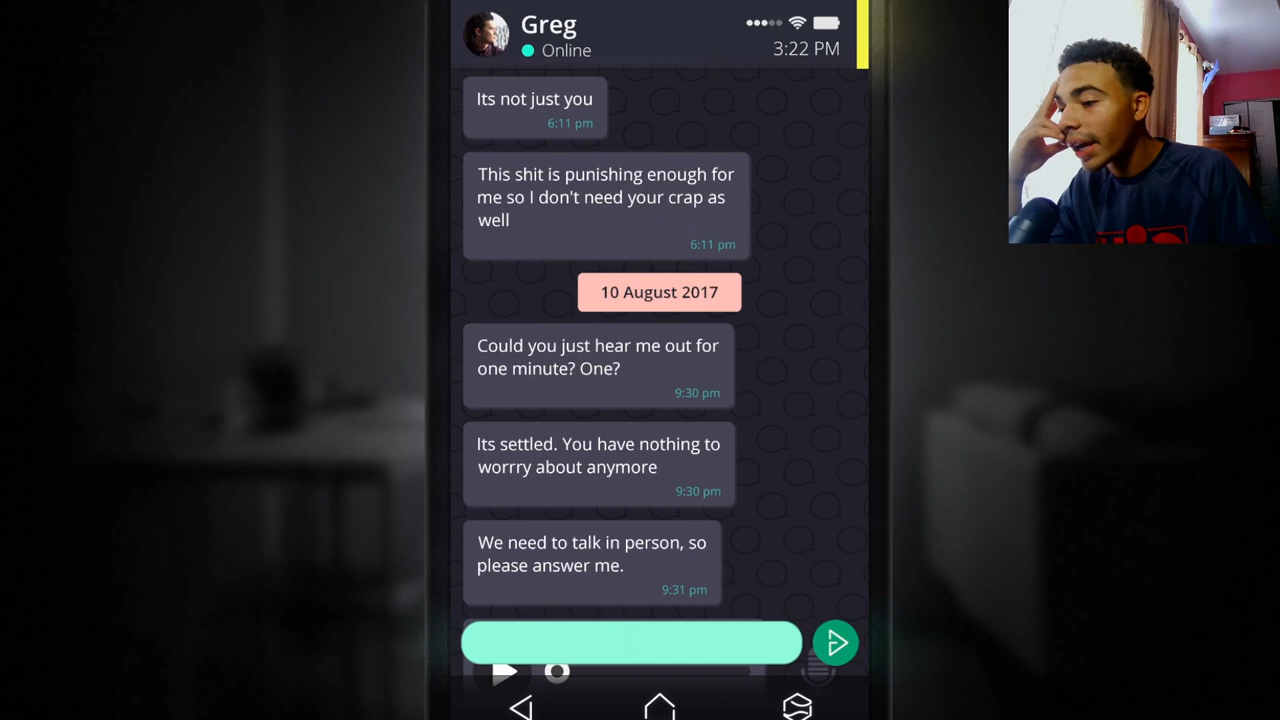 Greg
Online
3:22 PM
Its not just you
6:11 pm
This shit is punishing enough for
me so I don't need your crap as
well
6:11 pm
10 August 2017
Could you just hear me out for
one minute? One?
9:30 pm
Its settled. You have nothing to
worrry about anymore
9:30 pm
We need to talk in person, so
please answer me.
9:31 pm